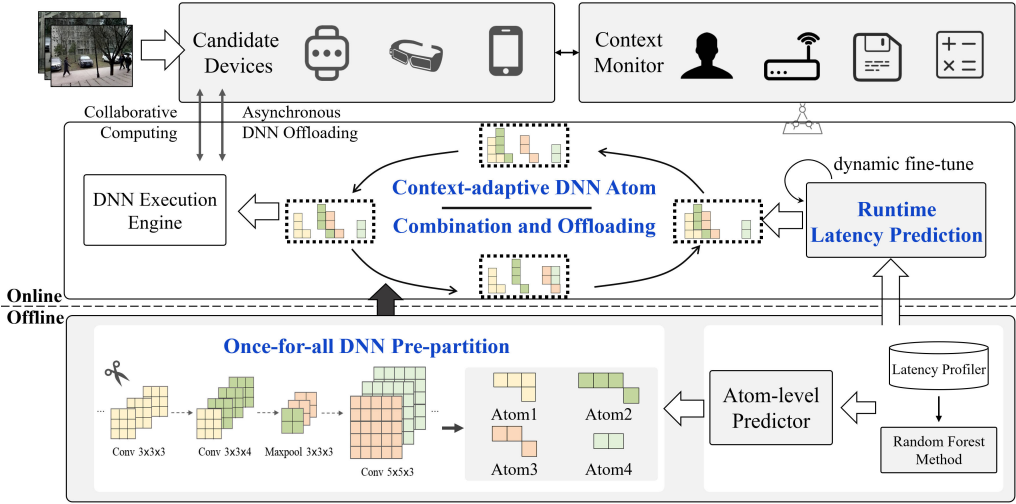 Candidate
Devices
Context
Monitor
Collaborative
Computing
Asynchronous
DNN Offloading
DNN Execution
Engine
Context-adaptive DNN Atom
Combination and Offloading
dynamic fine-tune
Runtime
Latency Prediction
Online
Offline
Once-for-all DNN Pre-partition
...
...
Conv 3x3x3
Conv 3x3x4
Maxpool 3x3x3
Conv 5x5x3
Atom1
Atom2
Atom3
Atom4
Atom-level
Predictor
Latency Profiler
Random Forest
Method